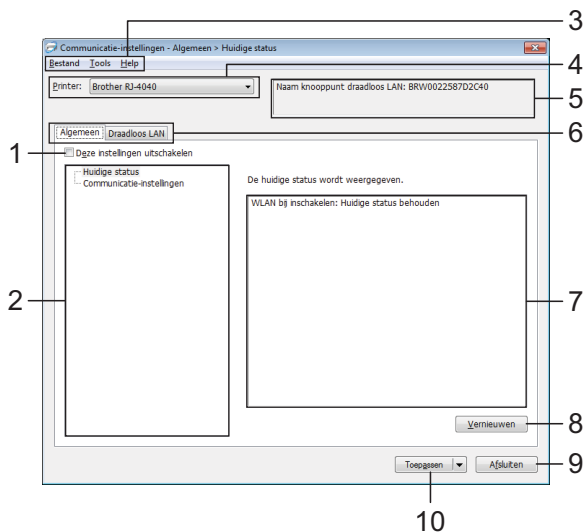 3
Communicatie-instellingen - Algemeen > Huidige status
Bestand Tools Help
4
Printer: Brother RJ-4040
Naam knooppunt draadloos LAN: BRW0022587D2C40
5
Algemeen Draadloos LAN
6
1
Deze instellingen uitschakelen
Huidige status
Communicatie-instellingen
De huidige status wordt weergegeven.
WLAN bij inschakelen: Huidige status behouden
2
7
Vernieuwen
8
Toepassen
Afsluiten
9
10